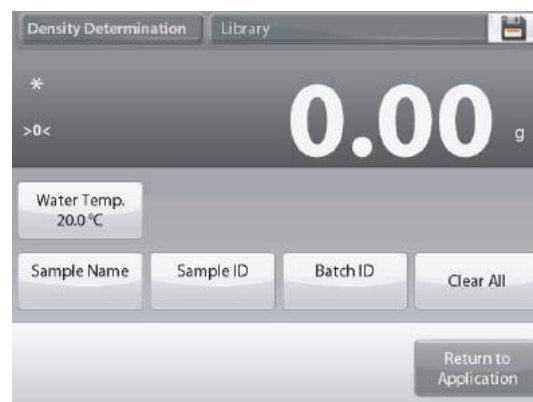 Density Determination Library
*
0.00 g
>0<
Water Temp.
20.0 °C
Sample Name Sample ID Batch ID Clear All
Return to
Application